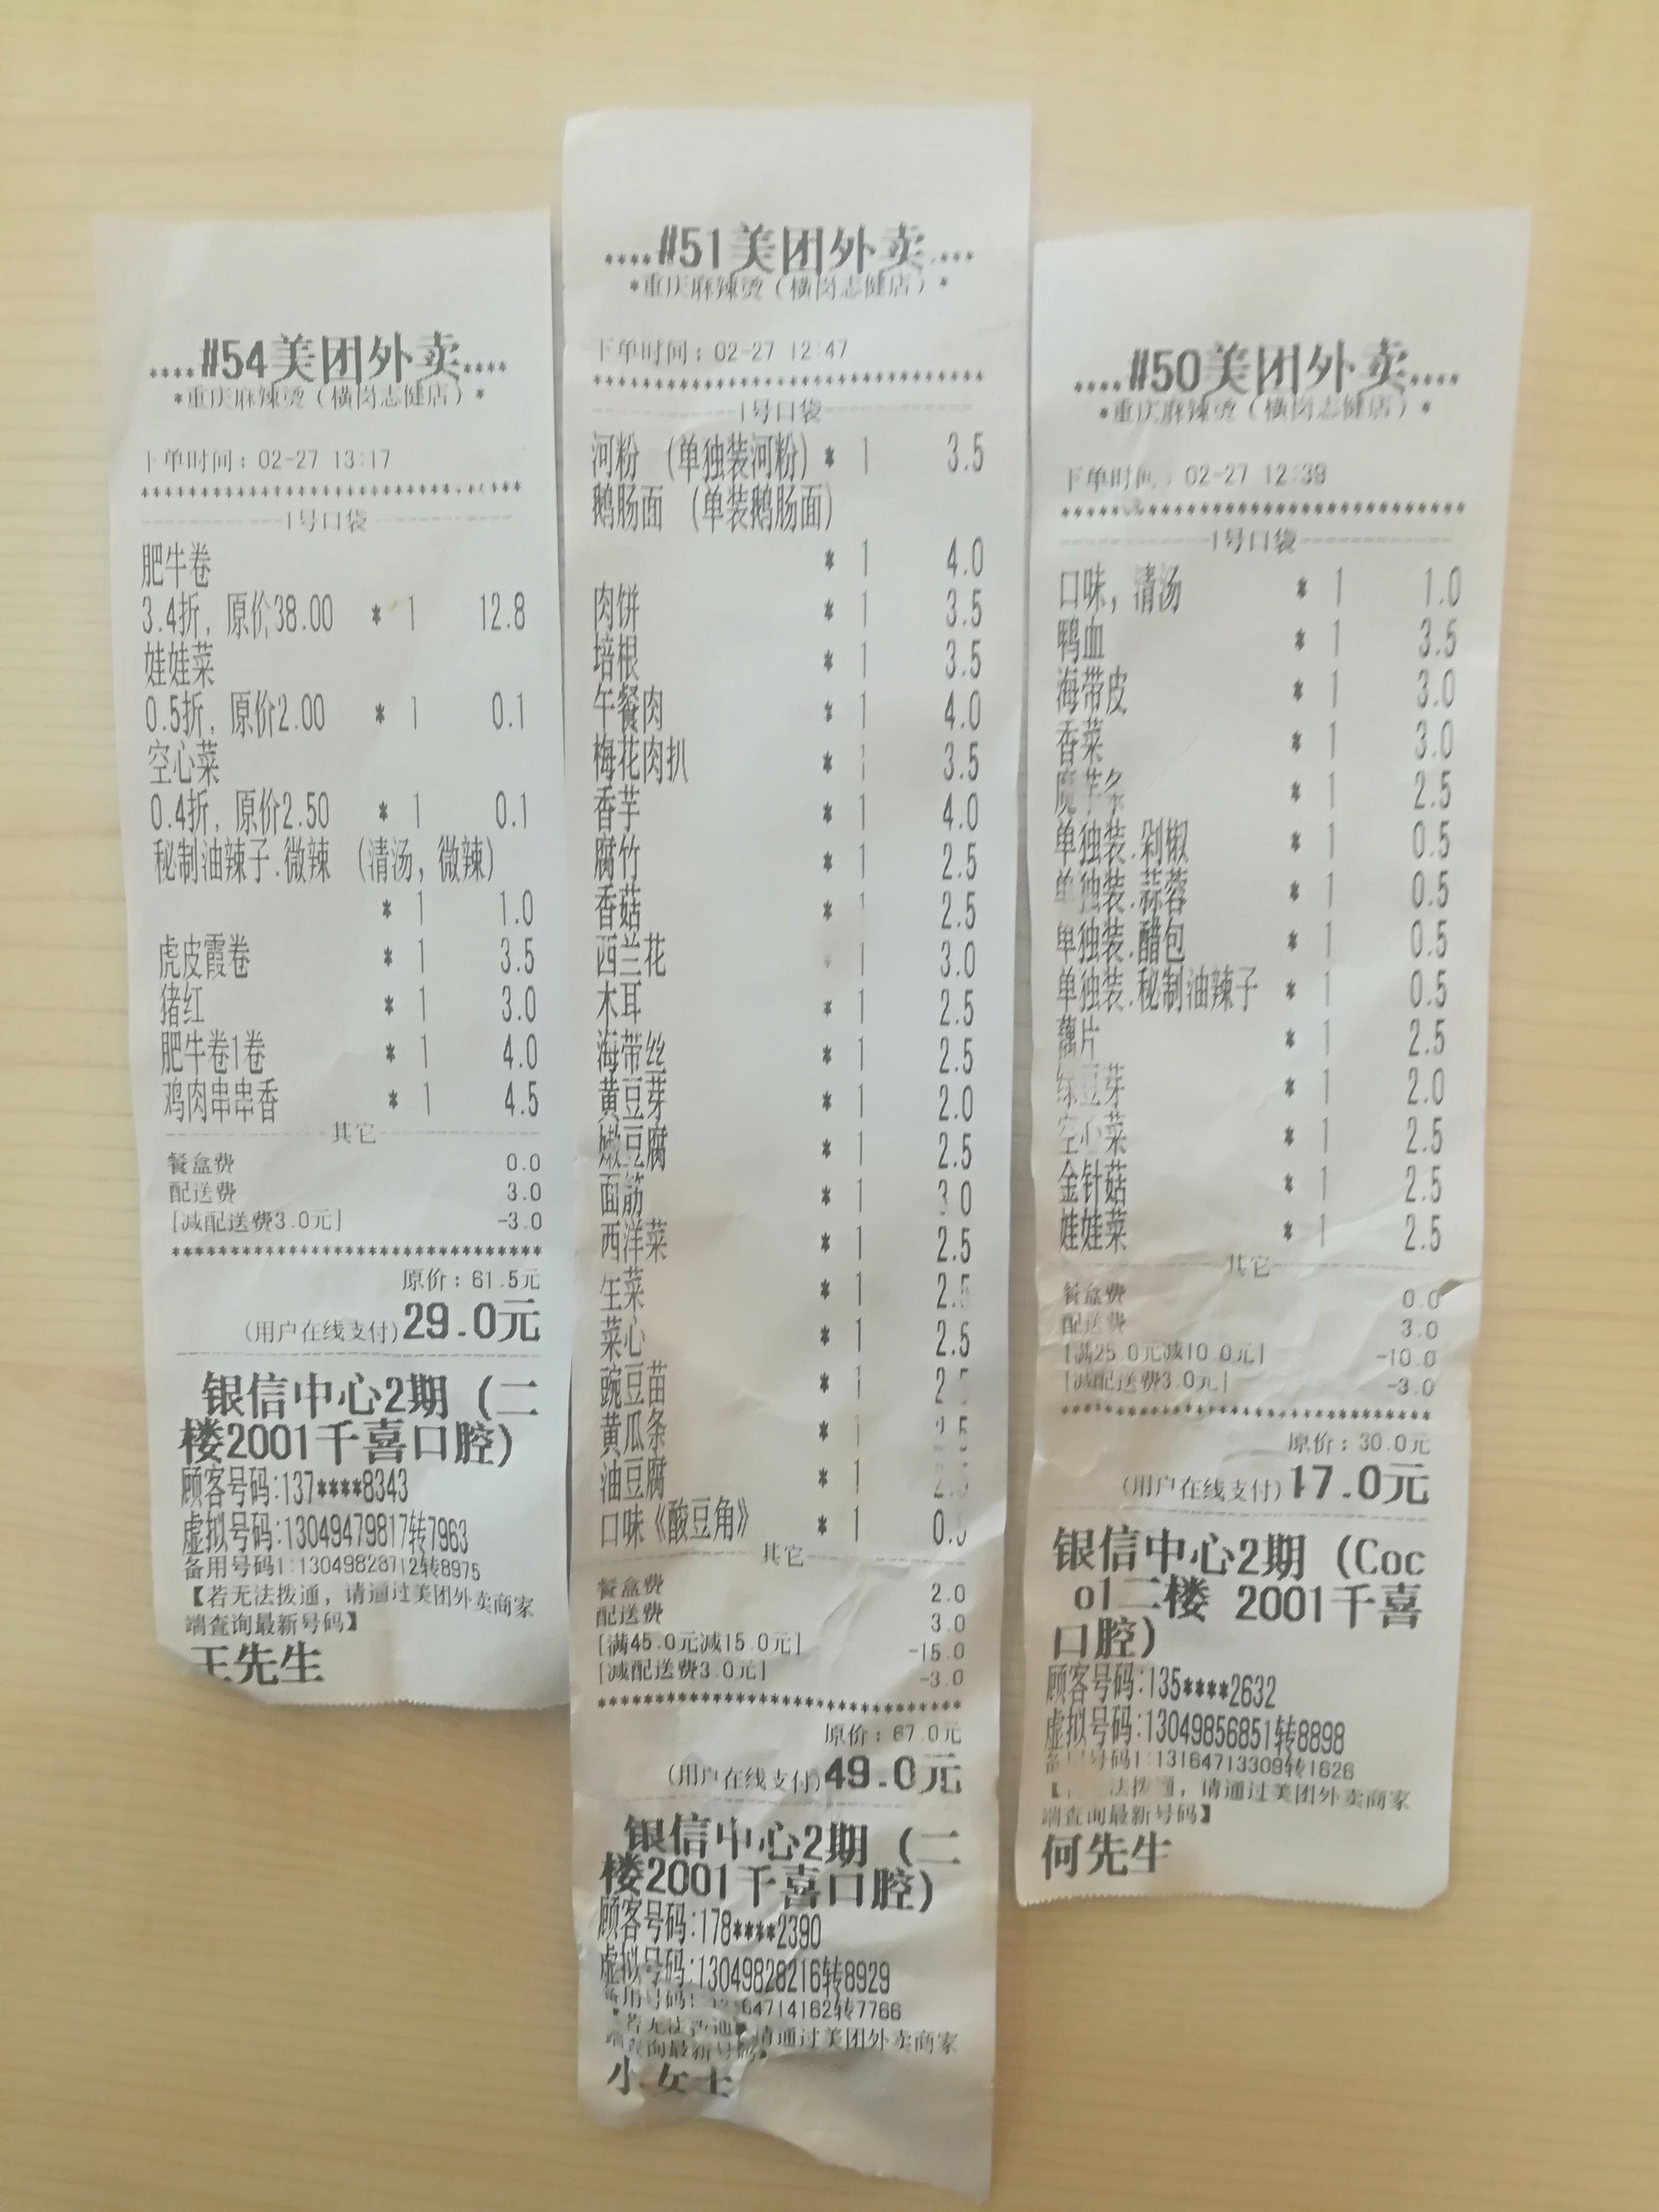 ....#54美团外卖....
*重庆麻辣烫(横岗志健店)*
下单时间:02-27 13:17
********************************
1号口袋
肥牛卷
3.4折, 原价38.00 * 1 12.8
娃娃菜
0.5折, 原价2.00 * 1 0.1
空心菜
0.4折, 原价2.50 * 1 0.1
秘制油辣子.微辣 (清汤, 微辣)
* 1 1.0
虎皮霞卷 * 1 3.5
猪红 * 1 3.0
肥牛卷1卷 * 1 4.0
鸡肉串串香 * 1 4.5
其它
餐盒费 0.0
配送费 3.0
[减配送费3.0元] -3.0
********************************
原价: 61.5元
(用户在线支付)29.0元
银信中心2期 (二
楼2001千喜口腔)
顾客号码:137****8343
虚拟号码:13049479817转7963
备用号码1:13049828712转8975
【若无法拨通, 请通过美团外卖商家
端查询最新号码】
王先生
....#51美团外卖....
*重庆麻辣烫(横岗志健店)*
下单时间:02-27 12:47
********************************
1号口袋
河粉 (单独装河粉) * 1 3.5
鹅肠面 (单装鹅肠面)
* 1 4.0
肉饼 * 1 3.5
培根 * 1 3.5
午餐肉 * 1 4.0
梅花肉扒 * 1 3.5
香芋 * 1 4.0
腐竹 * 1 2.5
香菇 * 1 2.5
西兰花 * 1 3.0
木耳 * 1 2.5
海带丝 * 1 2.5
黄豆芽 * 1 2.0
嫩豆腐 * 1 2.5
面筋 * 1 3.0
西洋菜 * 1 2.5
生菜 * 1 2.5
菜心 * 1 2.5
豌豆苗 * 1
黄瓜条 * 1 2.5
油豆腐 * 1 2.5
口味《酸豆角》 * 1 0.5
其它
餐盒费 2.0
配送费 3.0
[满45.0元减15.0元] -15.0
[减配送费3.0元] -3.0
********************************
原价: 67.0元
(用户在线支付)49.0元
银信中心2期 (二
楼2001千喜口腔)
顾客号码:178****2390
虚拟号码:13049828216转8929
备用号码1: 64714162转7766
【若无法拨通, 请通过美团外卖商家
端查询最新号码】
小女士
....#50美团外卖....
*重庆麻辣烫(横岗志健店)*
下单时间:02-27 12:39
********************************
1号口袋
口味, 清汤 * 1 1.0
鸭血 * 1 3.5
海带皮 * 1 3.0
香菜 * 1 3.0
魔芋条 * 1 2.5
单独装.剁椒 * 1 0.5
单独装.蒜蓉 * 1 0.5
单独装.醋包 * 1 0.5
单独装.秘制油辣子 * 1 0.5
藕片 * 1 2.5
绿豆芽 * 1 2.0
空心菜 * 1 2.5
金针菇 * 1 2.5
娃娃菜 * 1 2.5
其它
餐盒费 0.0
配送费 3.0
[满25.0元减10.0元] -10.0
[减配送费3.0元] -3.0
********************************
原价: 30.0元
(用户在线支付)17.0元
银信中心2期 (Coc
o1二楼 2001千喜
口腔)
顾客号码:135****2632
虚拟号码:13049856851转8898
备用号码1:13164713309转1626
【 法拨通, 请通过美团外卖商家
端查询最新号码】
何先生